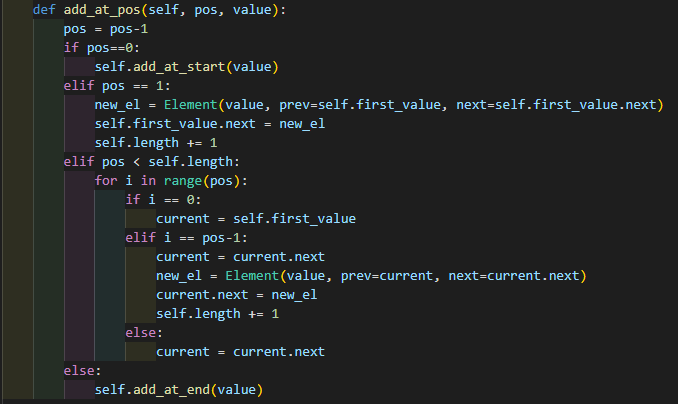 def add_at_pos(self, pos, value):
    pos = pos-1
    if pos==0:
        self.add_at_start(value)
    elif pos == 1:
        new_el = Element(value, prev=self.first_value, next=self.first_value.next)
        self.first_value.next = new_el
        self.length += 1
    elif pos < self.length:
        for i in range(pos):
            if i == 0:
                current = self.first_value
            elif i == pos-1:
                current = current.next
                new_el = Element(value, prev=current, next=current.next)
                current.next = new_el
                self.length += 1
            else:
                current = current.next
    else:
        self.add_at_end(value)